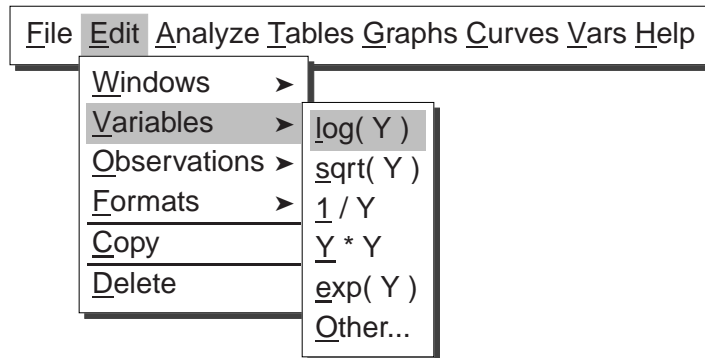 File Edit Analyze Tables Graphs Curves Vars Help
Windows ➤
Variables ➤
Observations ➤
Formats ➤
Copy
Delete
log( Y )
sqrt( Y )
1 / Y
Y * Y
exp( Y )
Other...